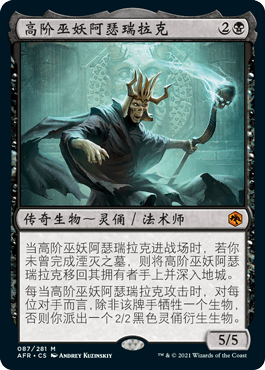 高阶巫妖阿瑟瑞拉克 2
传奇生物～灵俑／法术师
当高阶巫妖阿瑟瑞拉克进战场时，若你
未曾完成湮灭之墓，则将高阶巫妖阿瑟
瑞拉克移回其拥有者手上并深入地城。
每当高阶巫妖阿瑟瑞拉克攻击时，对每
位对手而言，除非该牌手牺牲一个生物，
否则你派出一个2/2黑色灵俑衍生生物。
5/5
087/281 M
AFR • CS Andrey Kuzinskiy
™ & © 2021 Wizards of the Coast